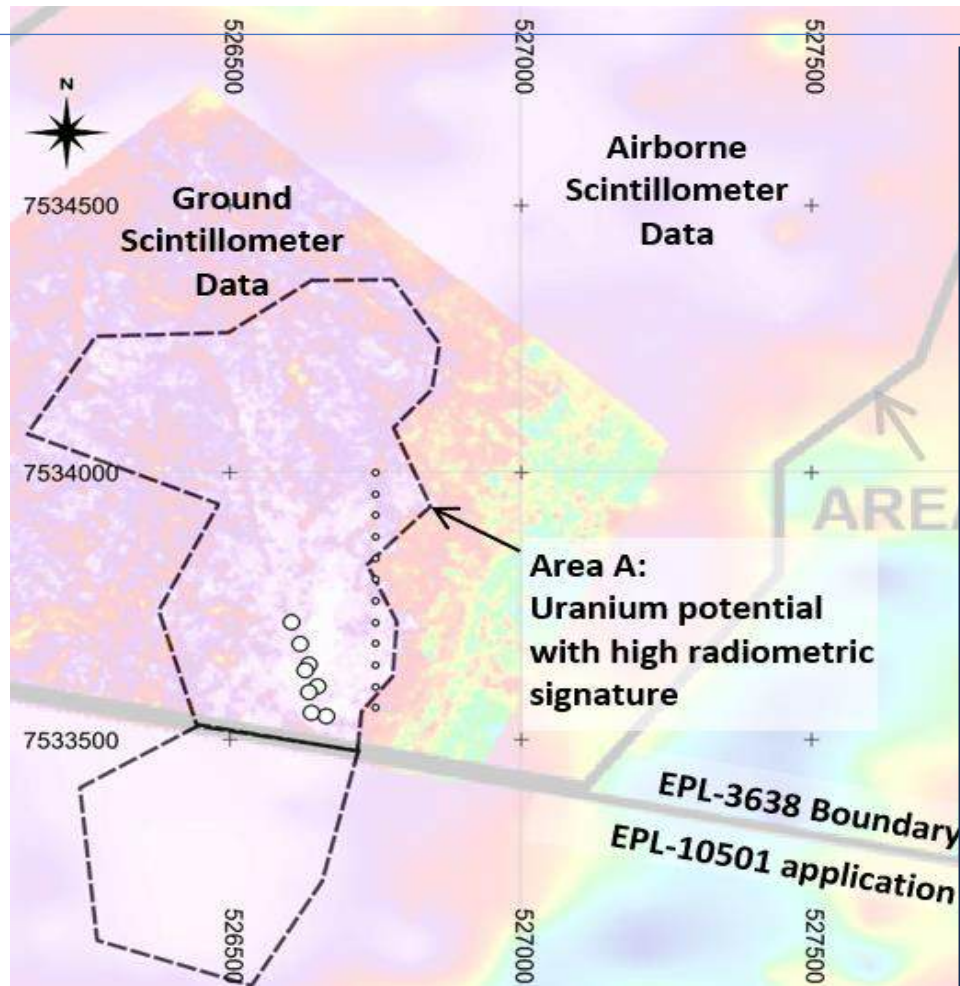 526500
527000
527500
N
Airborne
Scintillometer
Data
7534500
Ground
Scintillometer
Data
7534000
AREA
Area A:
Uranium potential
with high radiometric
signature
7533500
EPL-3638 Boundary
EPL-10501 application
526500
527000
527500